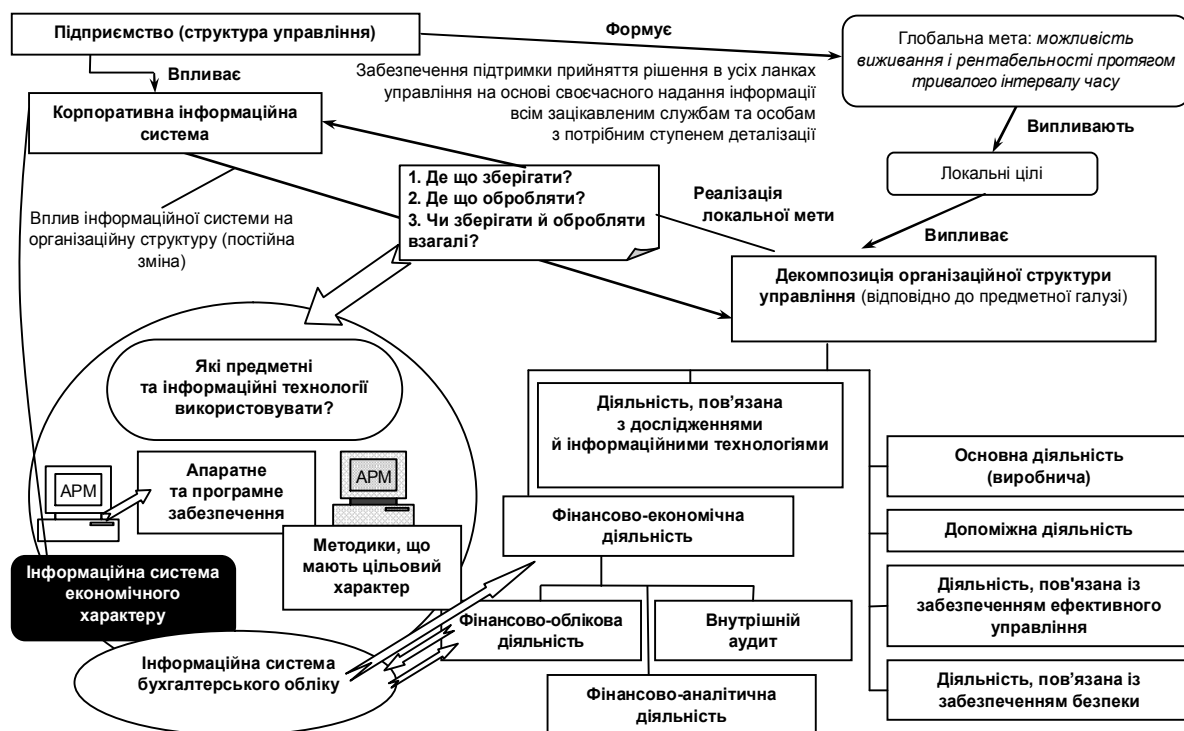 Підприємство (структура управління)
Формує
Глобальна мета: можливість
виживання і рентабельності протягом
тривалого інтервалу часу
Впливає
Забезпечення підтримки прийняття рішення в усіх ланках
управління на основі своєчасного надання інформації
всім зацікавленим службам та особам
з потрібним ступенем деталізації
Корпоративна інформаційна
система
Випливають
Локальні цілі
1. Де що зберігати?
2. Де що обробляти?
3. Чи зберігати й обробляти
взагалі?
Реалізація
локальної мети
Вплив інформаційної системи на
організаційну структуру (постійна
зміна)
Випливає
Декомпозиція організаційної структури
управління (відповідно до предметної галузі)
Які предметні
та інформаційні технології
використовувати?
Діяльність, пов’язана
з дослідженнями
й інформаційними технологіями
Основна діяльність
(виробнича)
АРМ
Апаратне
та програмне
забезпечення
АРМ
Фінансово-економічна
діяльність
Допоміжна діяльність
Методики, що
мають цільовий
характер
Інформаційна система
економічного
характеру
Діяльність, пов'язана із
забезпеченням ефективного
управління
Фінансово-облікова
діяльність
Внутрішній
аудит
Інформаційна система
бухгалтерського обліку
Фінансово-аналітична
діяльність
Діяльність, пов’язана із
забезпеченням безпеки